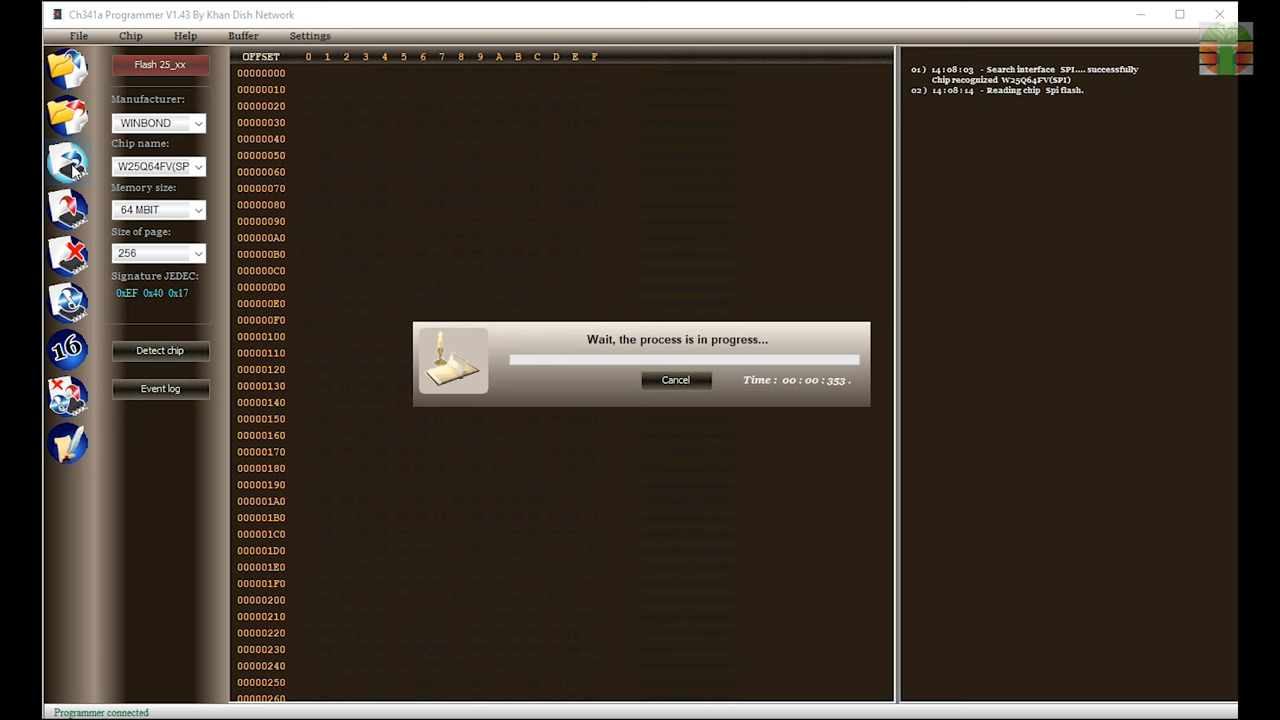 Ch341a Programmer V1.43 By Khan Dish Network
File Chip Help Buffer Settings
Flash 25_xx
Manufacturer:
WINBOND
Chip name:
W25Q64FV(SP
Memory size:
64 MBIT
Size of page:
256
Signature JEDEC:
0xEF 0x40 0x17
Detect chip
Event log
16
OFFSET 0 1 2 3 4 5 6 7 8 9 A B C D E F
00000000
00000010
00000020
00000030
00000040
00000050
00000060
00000070
00000080
00000090
000000A0
000000B0
000000C0
000000D0
000000E0
000000F0
00000100
00000110
00000120
00000130
00000140
00000150
00000160
00000170
00000180
00000190
000001A0
000001B0
000001C0
000001D0
000001E0
000001F0
00000200
00000210
00000220
00000230
00000240
00000250
00000260
Wait, the process is in progress...
Cancel
Time : 00 : 00 : 353 .
01 ) 14:08:03 - Search interface SPI.... successfully
Chip recognized W25Q64FV(SPI)
02 ) 14:08:14 - Reading chip Spi flash.
Programmer connected